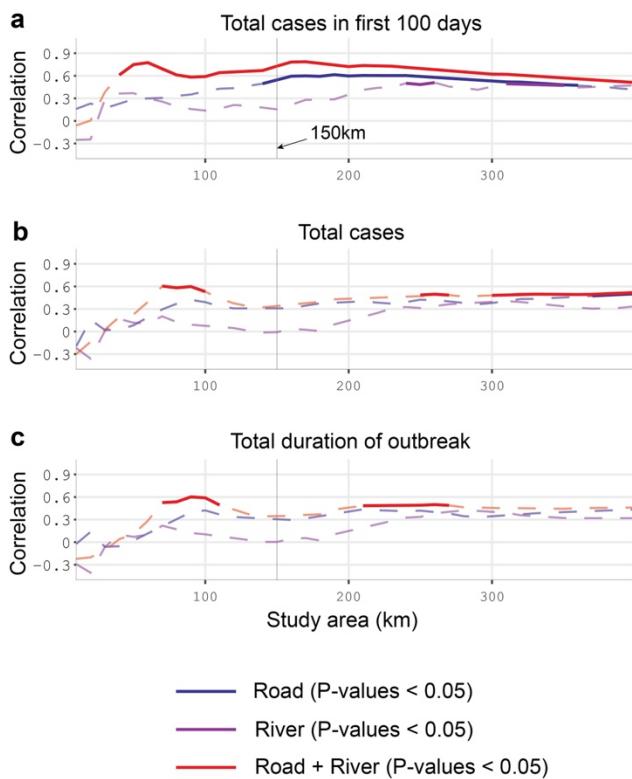 a
Total cases in first 100 days
Correlation
0.9
0.6
0.3
0
-0.3
150km
100
200
300
b
Total cases
Correlation
0.9
0.6
0.3
0
-0.3
100
200
300
c
Total duration of outbreak
Correlation
0.9
0.6
0.3
0
-0.3
100
200
300
Study area (km)
Road (P-values < 0.05)
River (P-values < 0.05)
Road + River (P-values < 0.05)